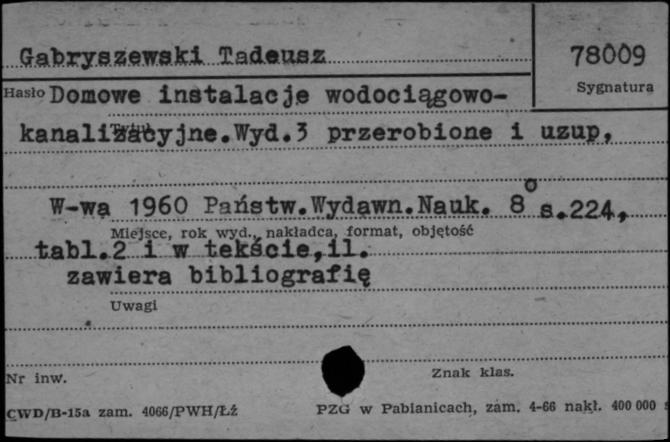 Gabryszewski Tadeusz 78009
Hasło Sygnatura
Domowe instalacje wodociągowo-
kanalizacyjne.Wyd.3 przerobione i uzup,
W-wa 1960 Państw.Wydawn.Nauk. 8° s.224,
Miejsce, rok wyd., nakładca, format, objętość
tabl.2 i w tekście,il.
zawiera bibliografię
Uwagi
Nr inw. Znak klas.
CWD/B-15a zam. 4066/PWH/Łź PZG w Pabianicach, zam. 4-66 nakł. 400 000